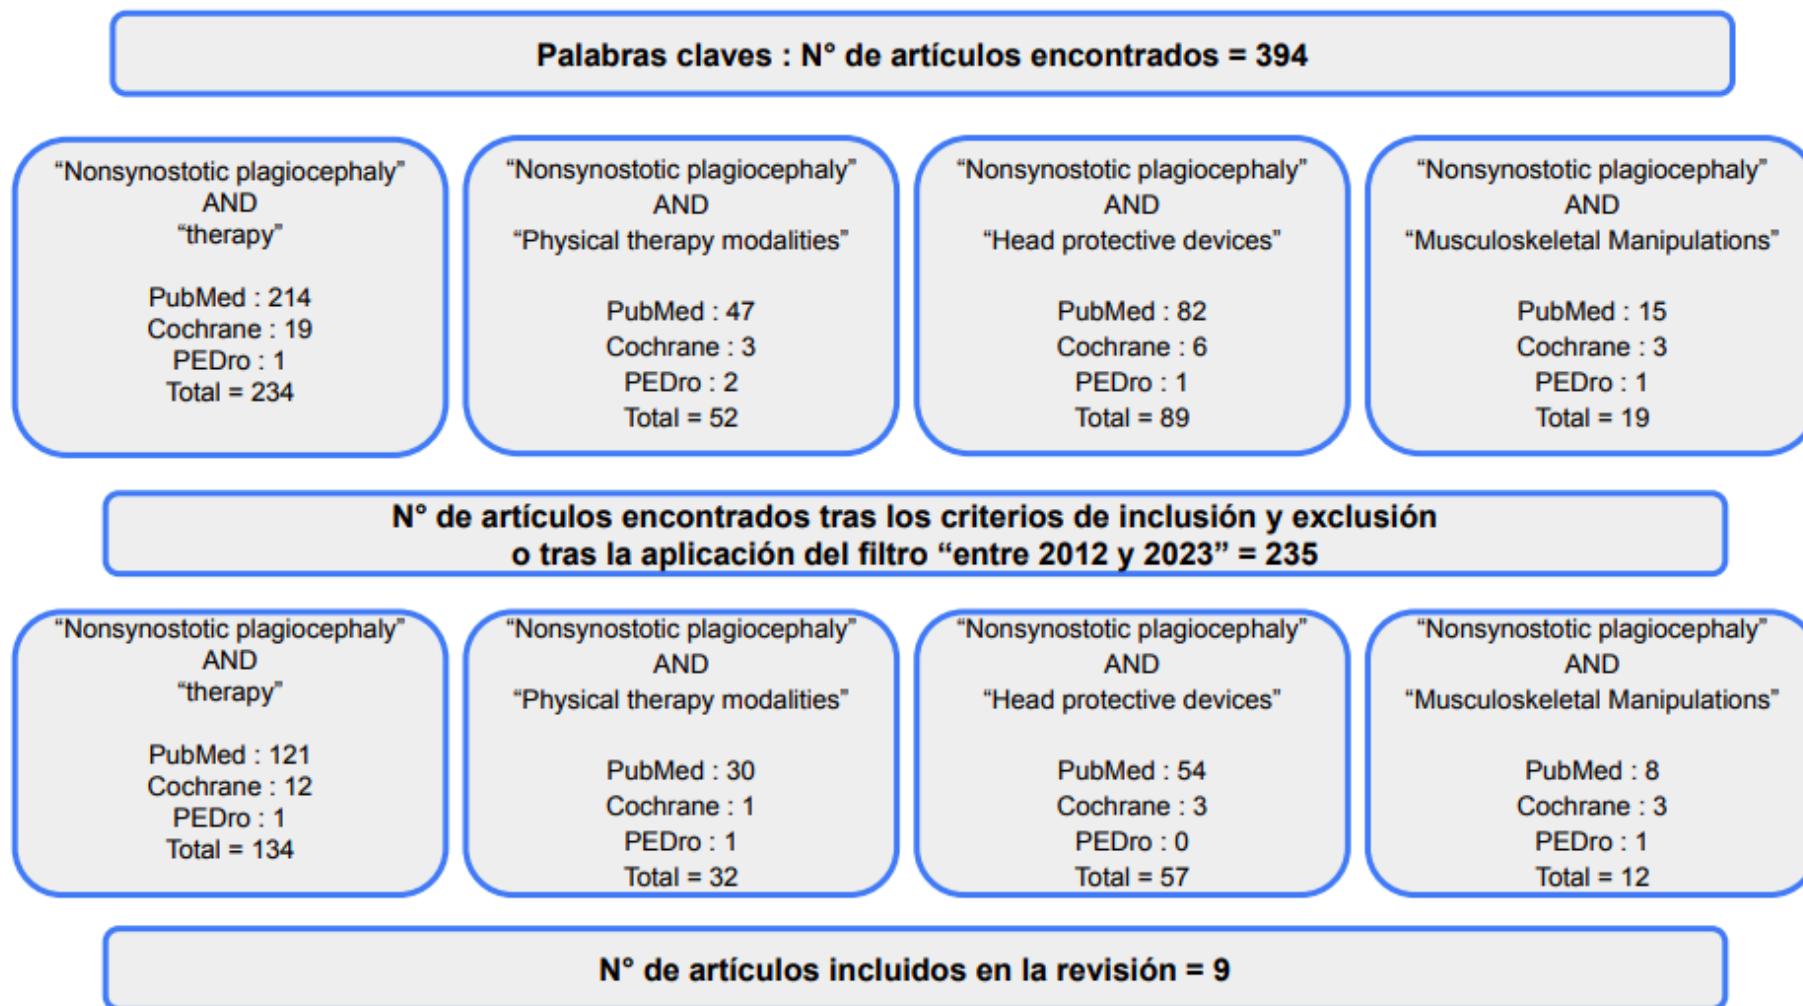 Palabras claves : N° de artículos encontrados = 394
“Nonsynostotic plagiocephaly”
AND
“therapy”
PubMed : 214
Cochrane : 19
PEDro : 1
Total = 234
“Nonsynostotic plagiocephaly”
AND
“Physical therapy modalities”
PubMed : 47
Cochrane : 3
PEDro : 2
Total = 52
“Nonsynostotic plagiocephaly”
AND
“Head protective devices”
PubMed : 82
Cochrane : 6
PEDro : 1
Total = 89
“Nonsynostotic plagiocephaly”
AND
“Musculoskeletal Manipulations”
PubMed : 15
Cochrane : 3
PEDro : 1
Total = 19
N° de artículos encontrados tras los criterios de inclusión y exclusión
o tras la aplicación del filtro “entre 2012 y 2023” = 235
“Nonsynostotic plagiocephaly”
AND
“therapy”
PubMed : 121
Cochrane : 12
PEDro : 1
Total = 134
“Nonsynostotic plagiocephaly”
AND
“Physical therapy modalities”
PubMed : 30
Cochrane : 1
PEDro : 1
Total = 32
“Nonsynostotic plagiocephaly”
AND
“Head protective devices”
PubMed : 54
Cochrane : 3
PEDro : 0
Total = 57
“Nonsynostotic plagiocephaly”
AND
“Musculoskeletal Manipulations”
PubMed : 8
Cochrane : 3
PEDro : 1
Total = 12
N° de artículos incluidos en la revisión = 9